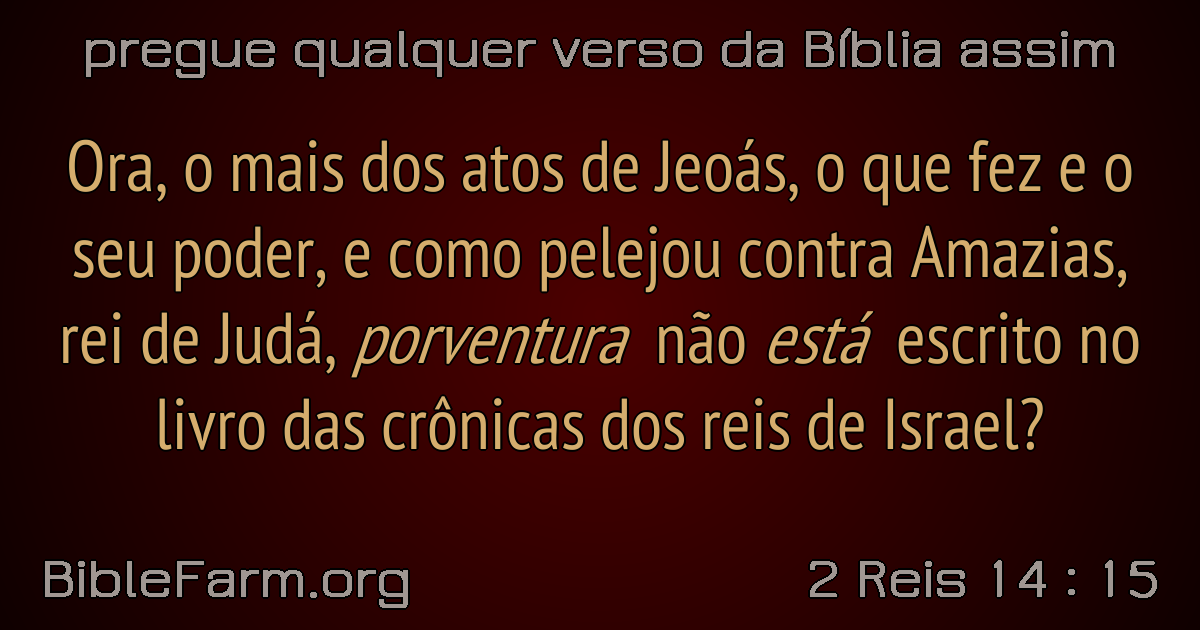 pregue qualquer verso da Bíblia assim
Ora, o mais dos atos de Jeoás, o que fez e o
seu poder, e como pelejou contra Amazias,
rei de Judá, porventura não está escrito no
livro das crônicas dos reis de Israel?
BibleFarm.org
2 Reis 14 : 15